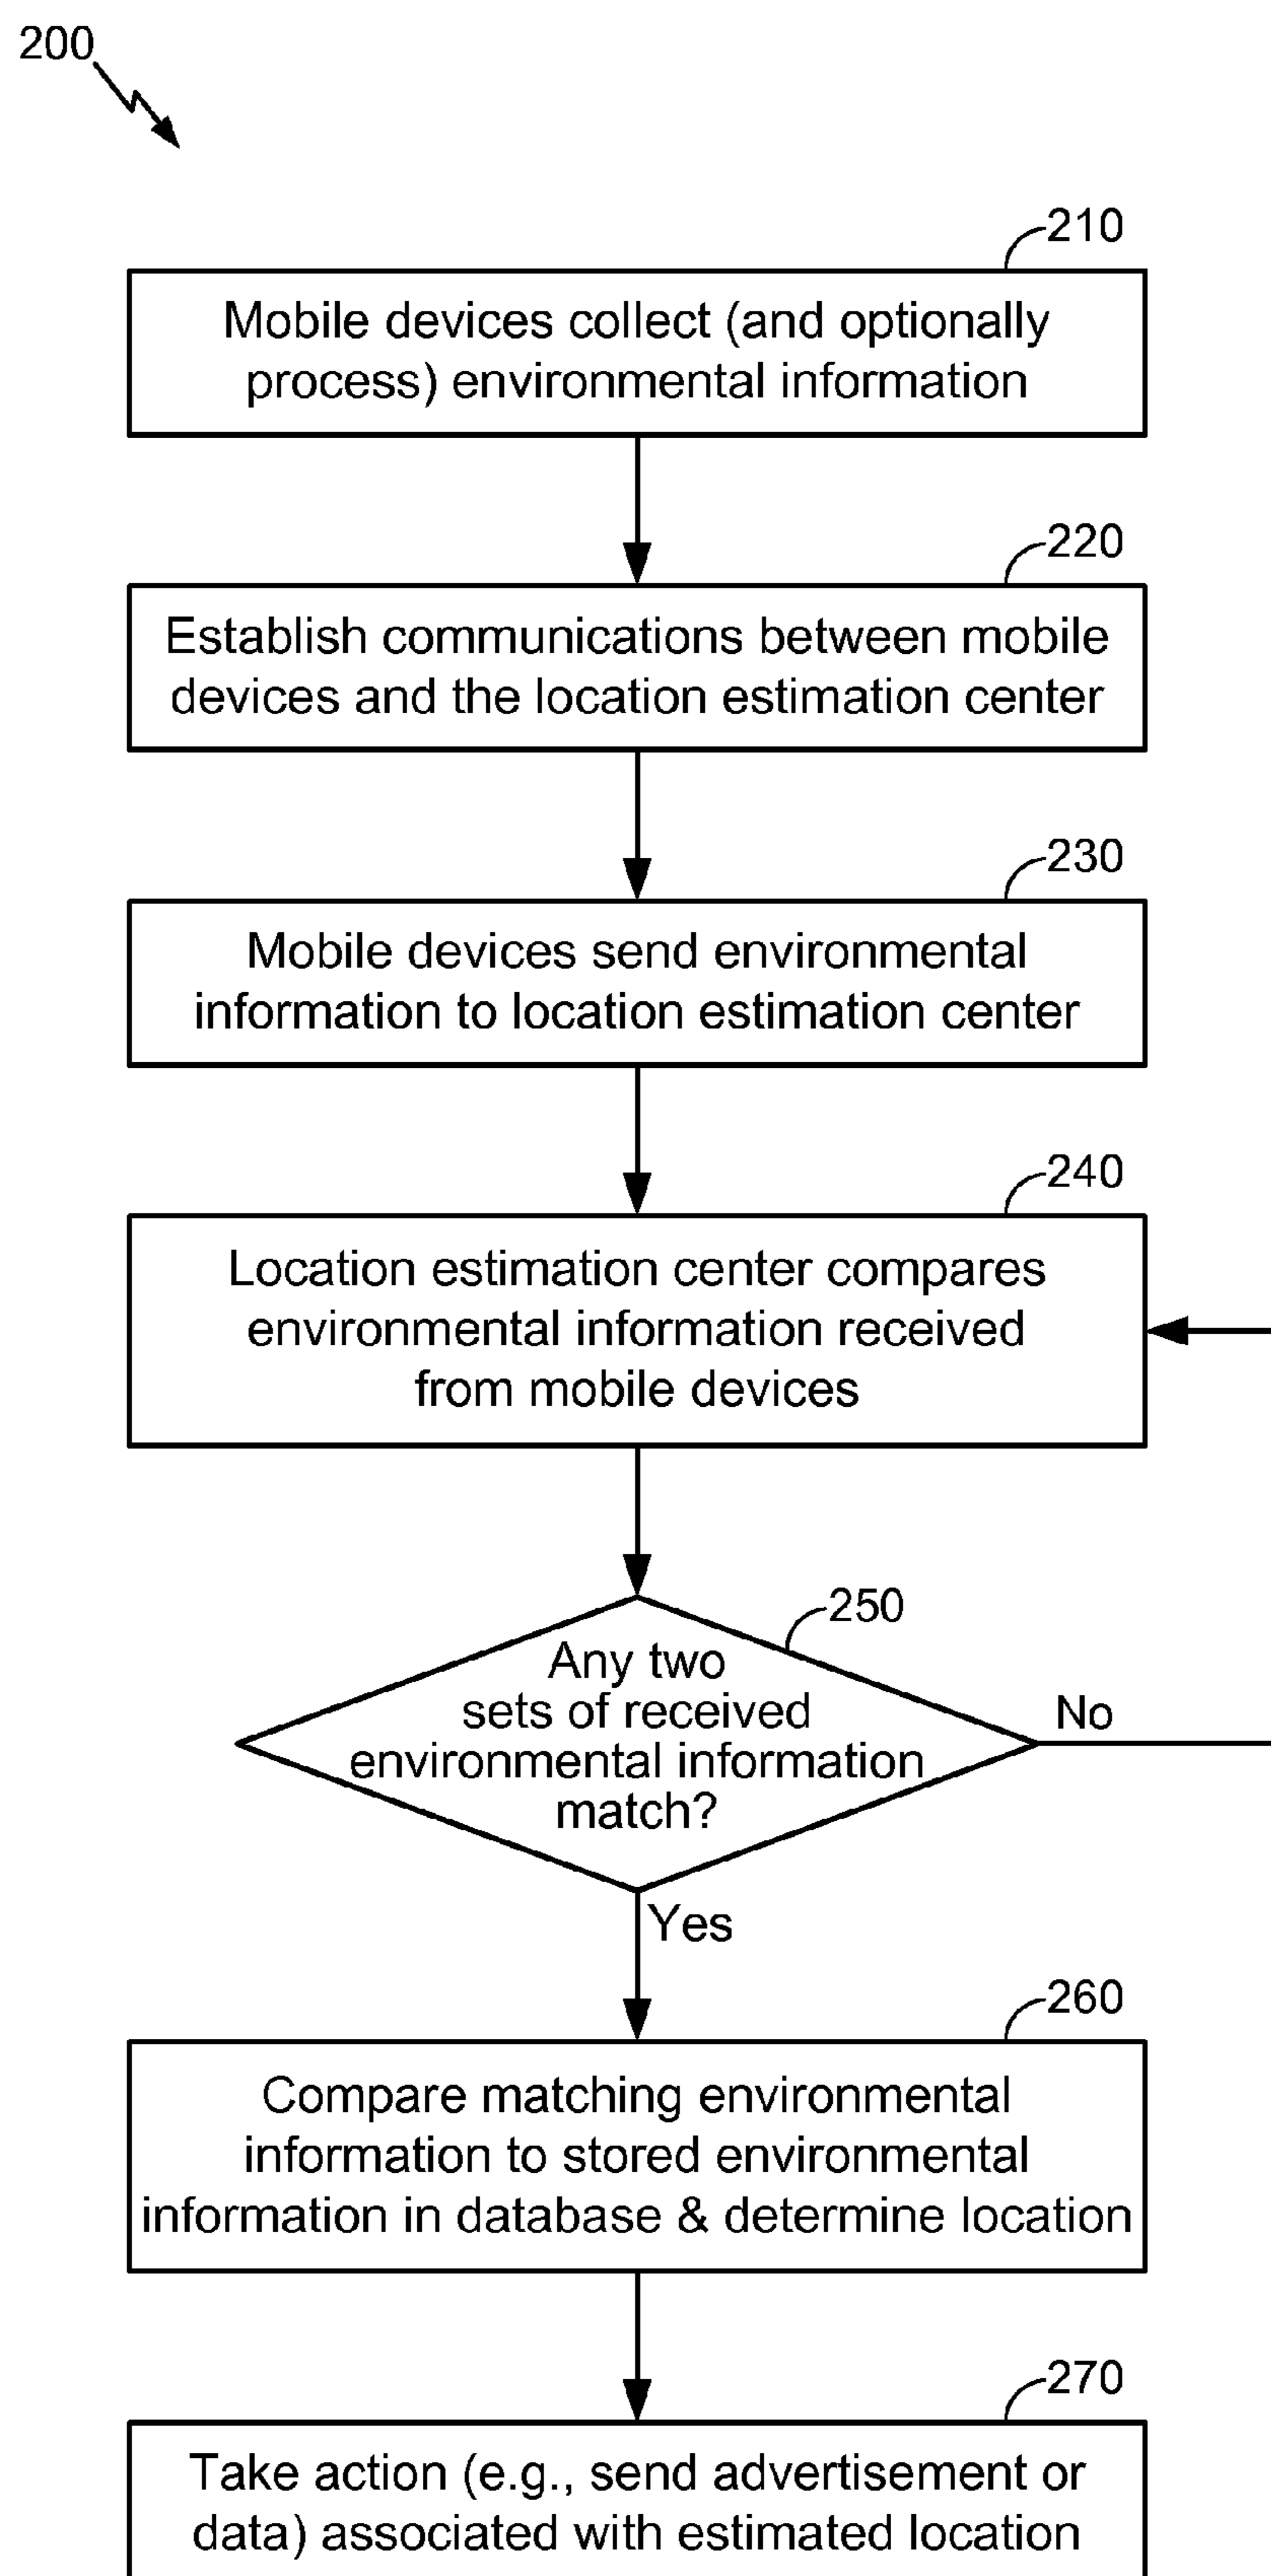 200
210
Mobile devices collect (and optionally
process) environmental information
220
Establish communications between mobile
devices and the location estimation center
230
Mobile devices send environmental
information to location estimation center
240
Location estimation center compares
environmental information received
from mobile devices
250
Any two
sets of received
environmental information
match?
No
Yes
260
Compare matching environmental
information to stored environmental
information in database & determine location
270
Take action (e.g., send advertisement or
data) associated with estimated location